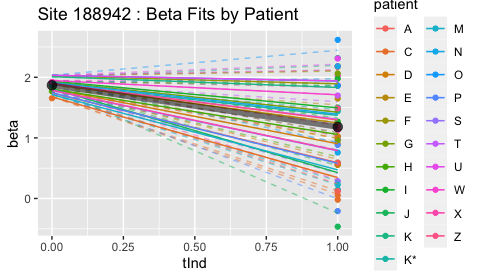 Site 188942 : Beta Fits by Patient
beta
2
1
0
0.00 0.25 0.50 0.75 1.00
tInd
patient
A
C
D
E
F
G
H
I
J
K
K*
M
N
O
P
S
T
U
W
X
Z